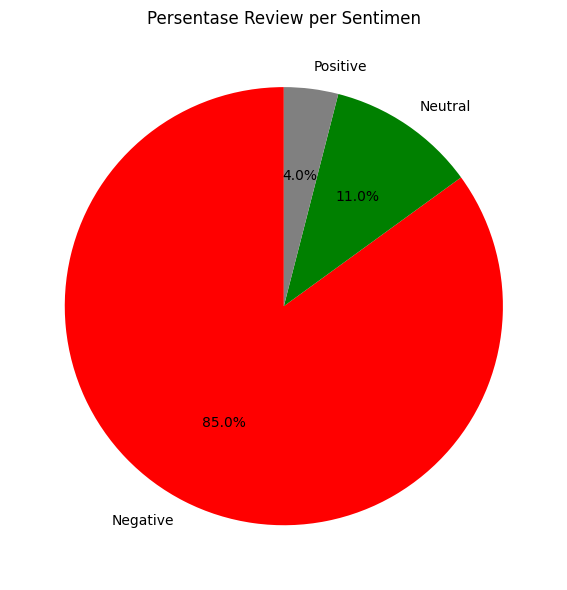 Persentase Review per Sentimen
Positive
Neutral
4.0%
11.0%
85.0%
Negative